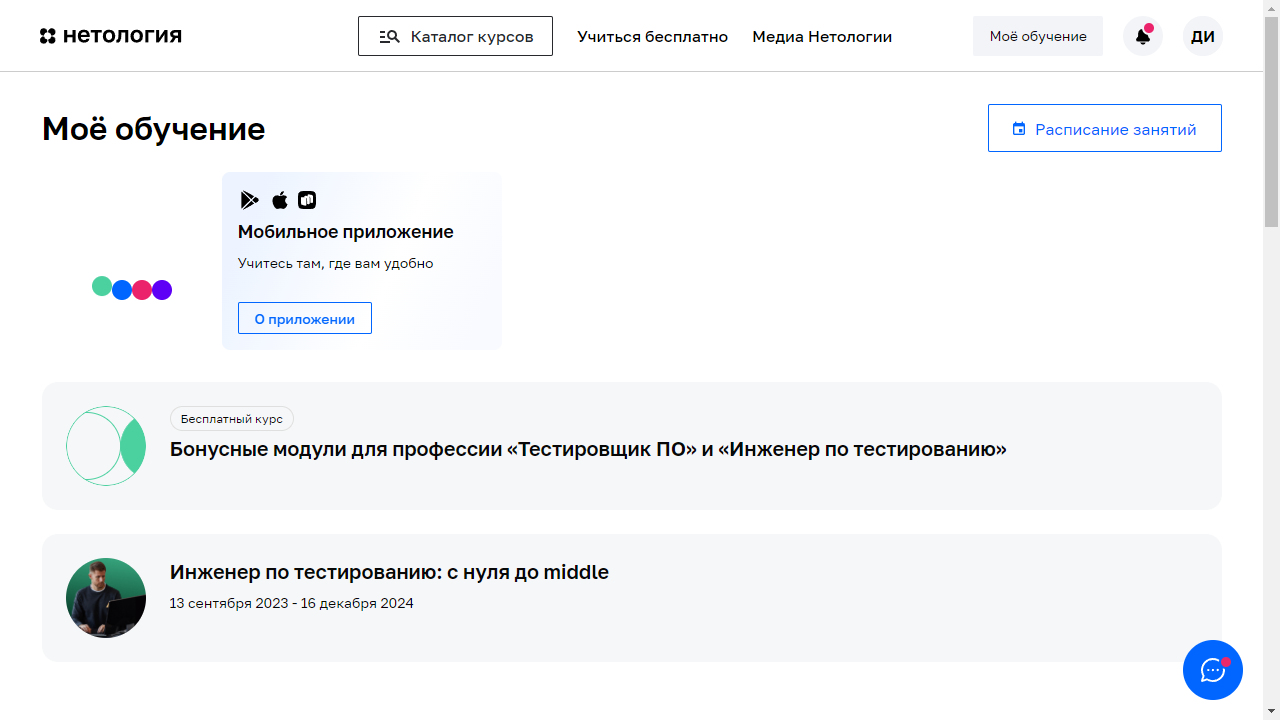 нетология
Каталог курсов
Учиться бесплатно
Медиа Нетологии
Моё обучение
ДИ
Моё обучение
Расписание занятий
Мобильное приложение
Учитесь там, где вам удобно
О приложении
Бесплатный курс
Бонусные модули для профессии «Тестировщик ПО» и «Инженер по тестированию»
Инженер по тестированию: с нуля до middle
13 сентября 2023 - 16 декабря 2024